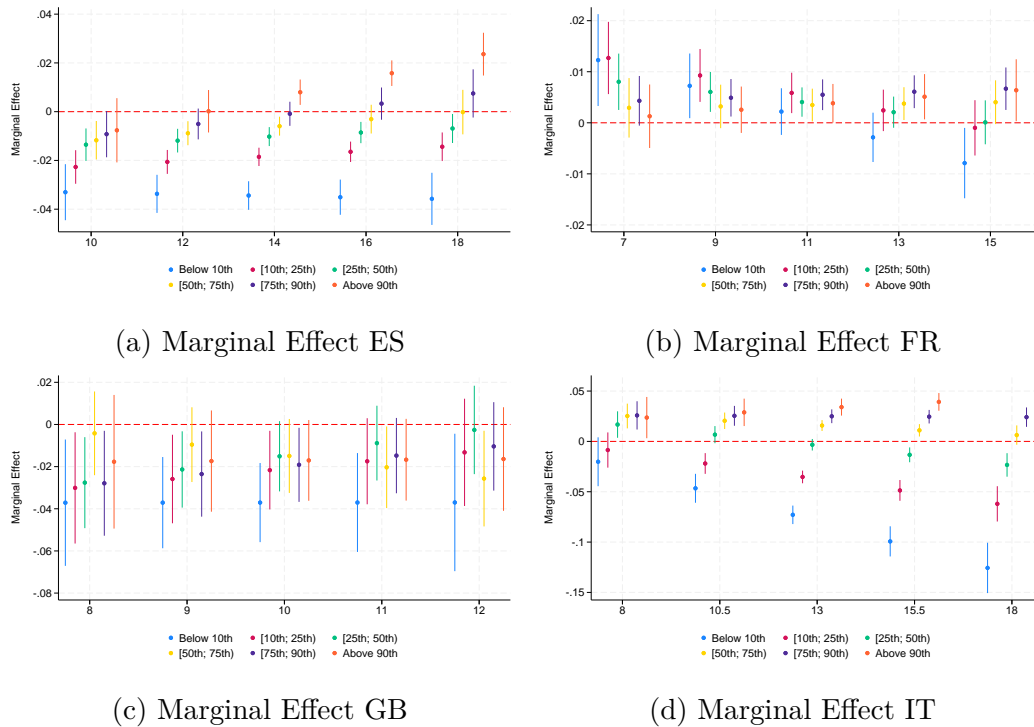 .04
.02
0
-.02
-.04
Marginal Effect
10 12 14 16 18
Below 10th [10th; 25th) [25th; 50th)
[50th; 75th) [75th; 90th) Above 90th
(a) Marginal Effect ES
.02
.01
0
-.01
-.02
Marginal Effect
7 9 11 13 15
Below 10th [10th; 25th) [25th; 50th)
[50th; 75th) [75th; 90th) Above 90th
(b) Marginal Effect FR
.02
0
-.02
-.04
-.06
-.08
Marginal Effect
8 9 10 11 12
Below 10th [10th; 25th) [25th; 50th)
[50th; 75th) [75th; 90th) Above 90th
(c) Marginal Effect GB
.05
0
-.05
-.1
-.15
Marginal Effect
8 10.5 13 15.5 18
Below 10th [10th; 25th) [25th; 50th)
[50th; 75th) [75th; 90th) Above 90th
(d) Marginal Effect IT